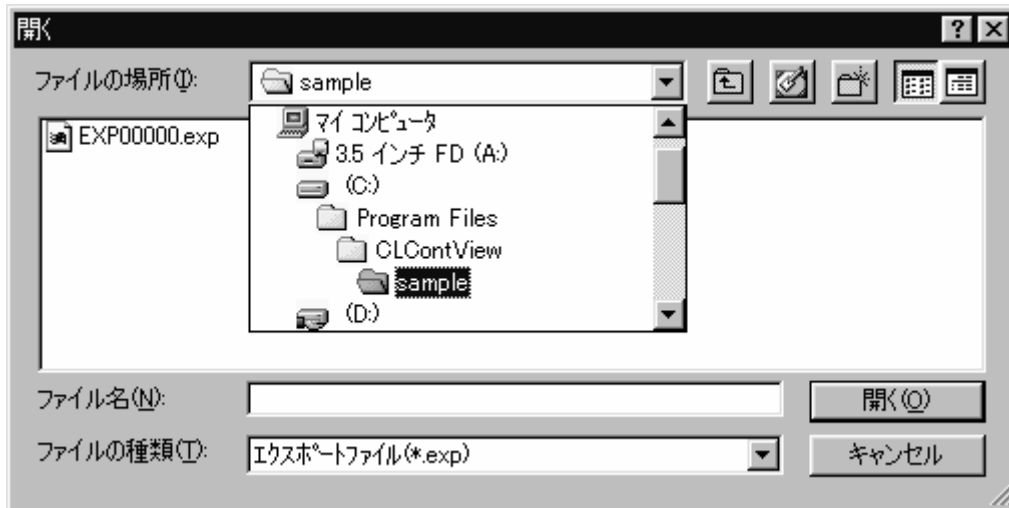 開く
ファイルの場所(I):
sample
EXP00000.exp
マイ コンピュータ
3.5 インチ FD (A:)
(C:)
Program Files
CLContView
sample
(D:)
ファイル名(N):
開く(O)
ファイルの種類(T):
エクスポートファイル(*.exp)
キャンセル